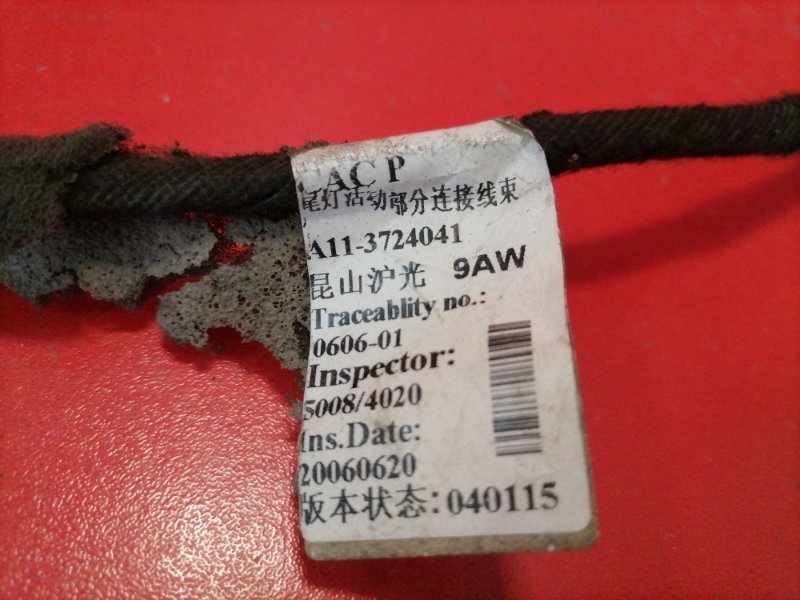 CAC P
尾灯活动部分连接线束
A11-3724041
昆山沪光 9AW
Traceablity no.:
0606-01
Inspector:
5008/4020
Ins.Date:
20060620
版本状态:040115